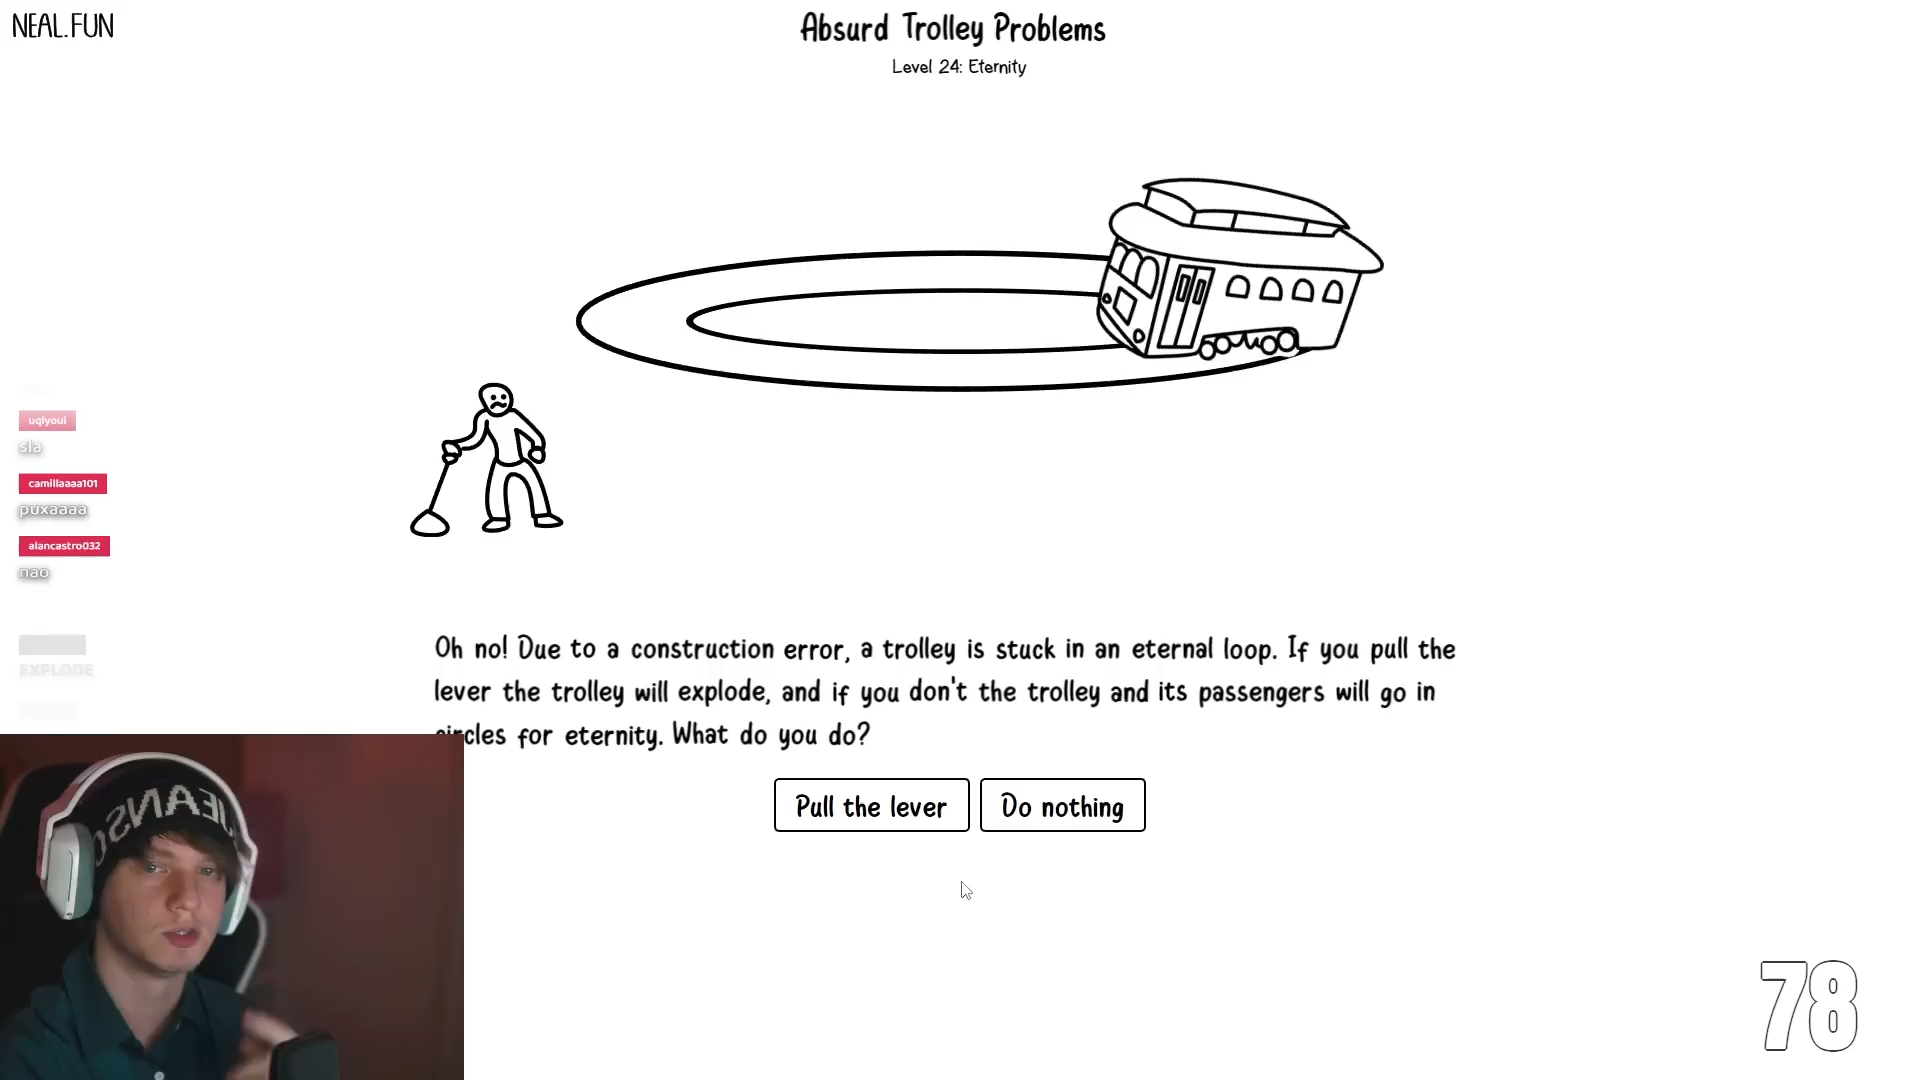 NEAL.FUN
Absurd Trolley Problems
Level 24: Eternity
uqiyoui
sla
camillaaaa101
puxaaaa
alancastro032
nao
EXPLODE
Oh no! Due to a construction error, a trolley is stuck in an eternal loop. If you pull the
lever the trolley will explode, and if you don't the trolley and its passengers will go in
circles for eternity. What do you do?
Pull the lever
Do nothing
JEANS
78